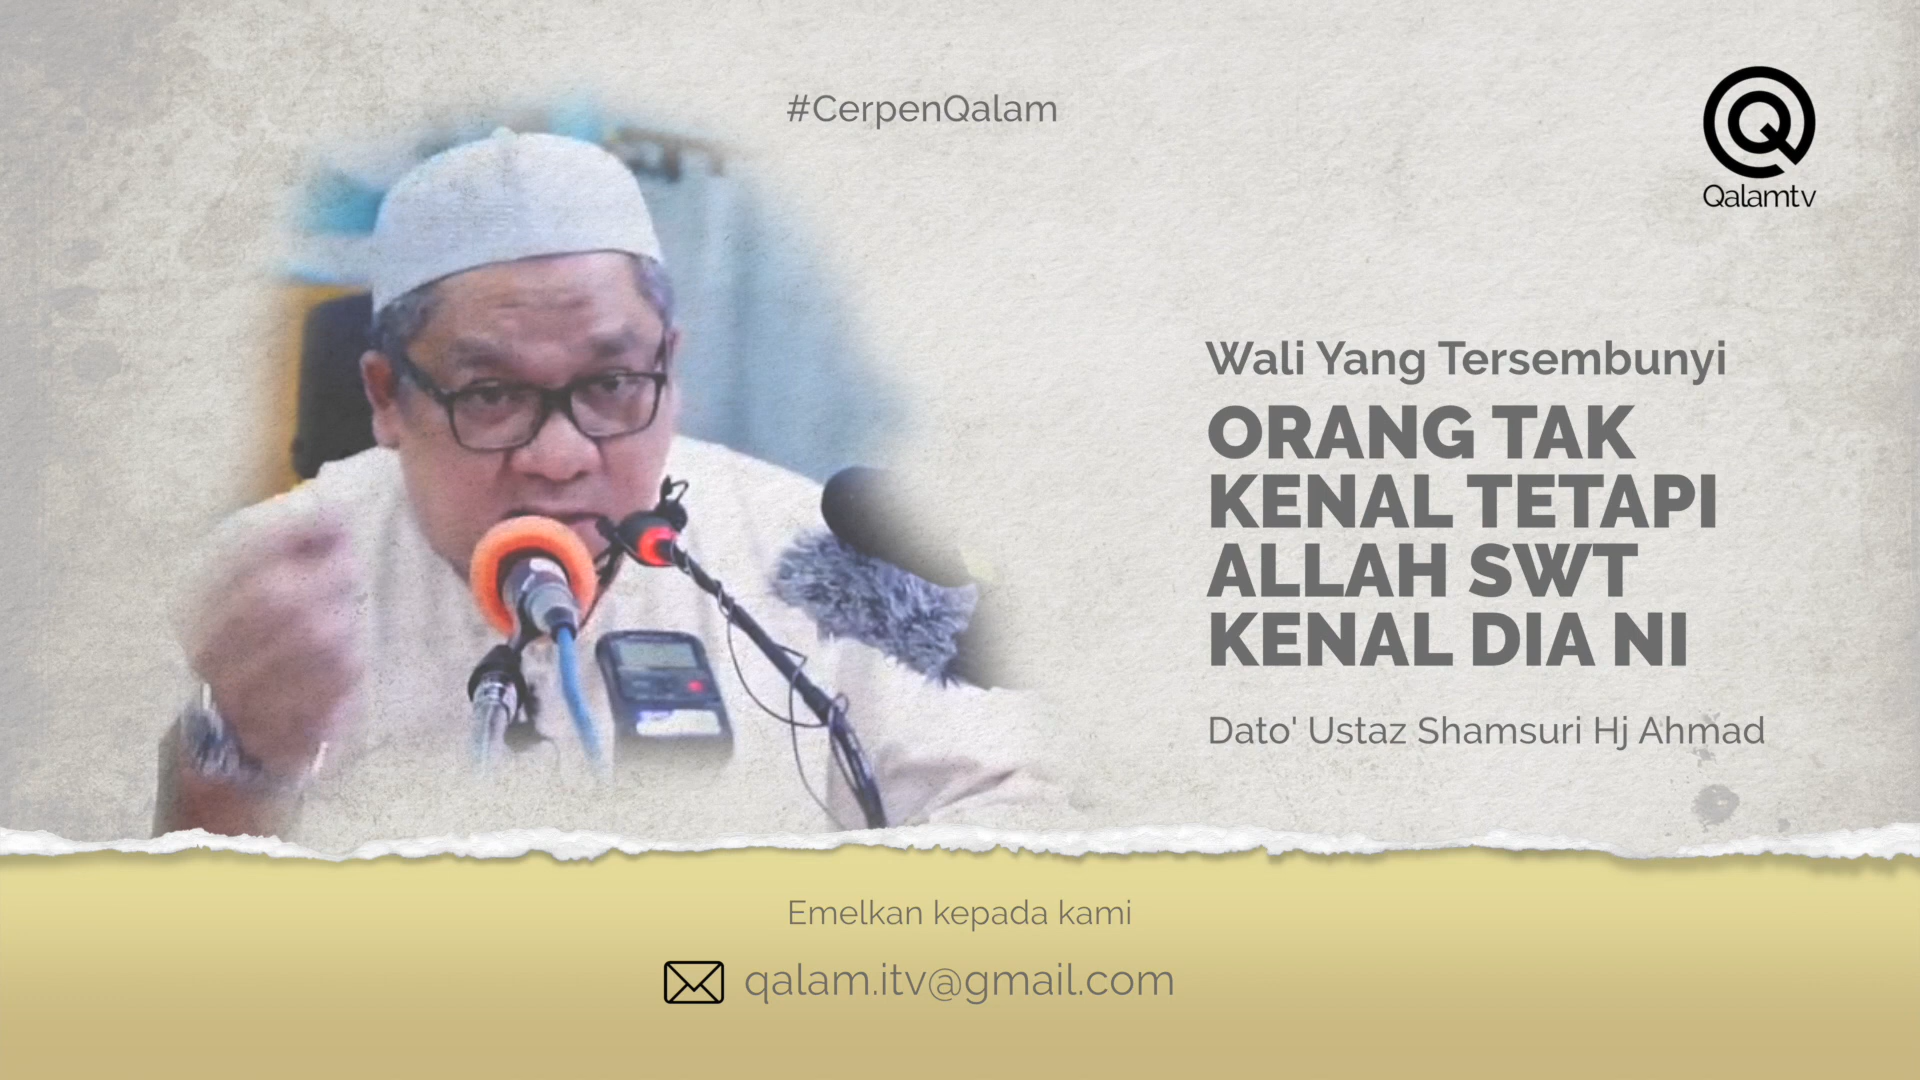 #CerpenQalam
Q
Qalamtv
Wali Yang Tersembunyi
ORANG TAK
KENAL TETAPI
ALLAH SWT
KENAL DIA NI
Dato' Ustaz Shamsuri Hj Ahmad
Emelkan kepada kami
qalam.itv@gmail.com